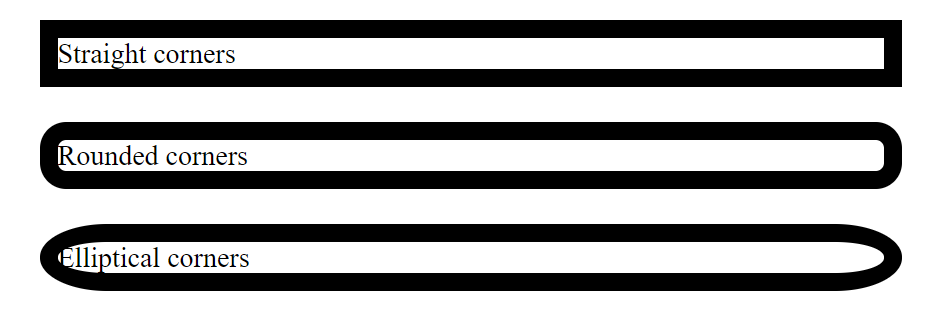 Straight corners
Rounded corners
Elliptical corners